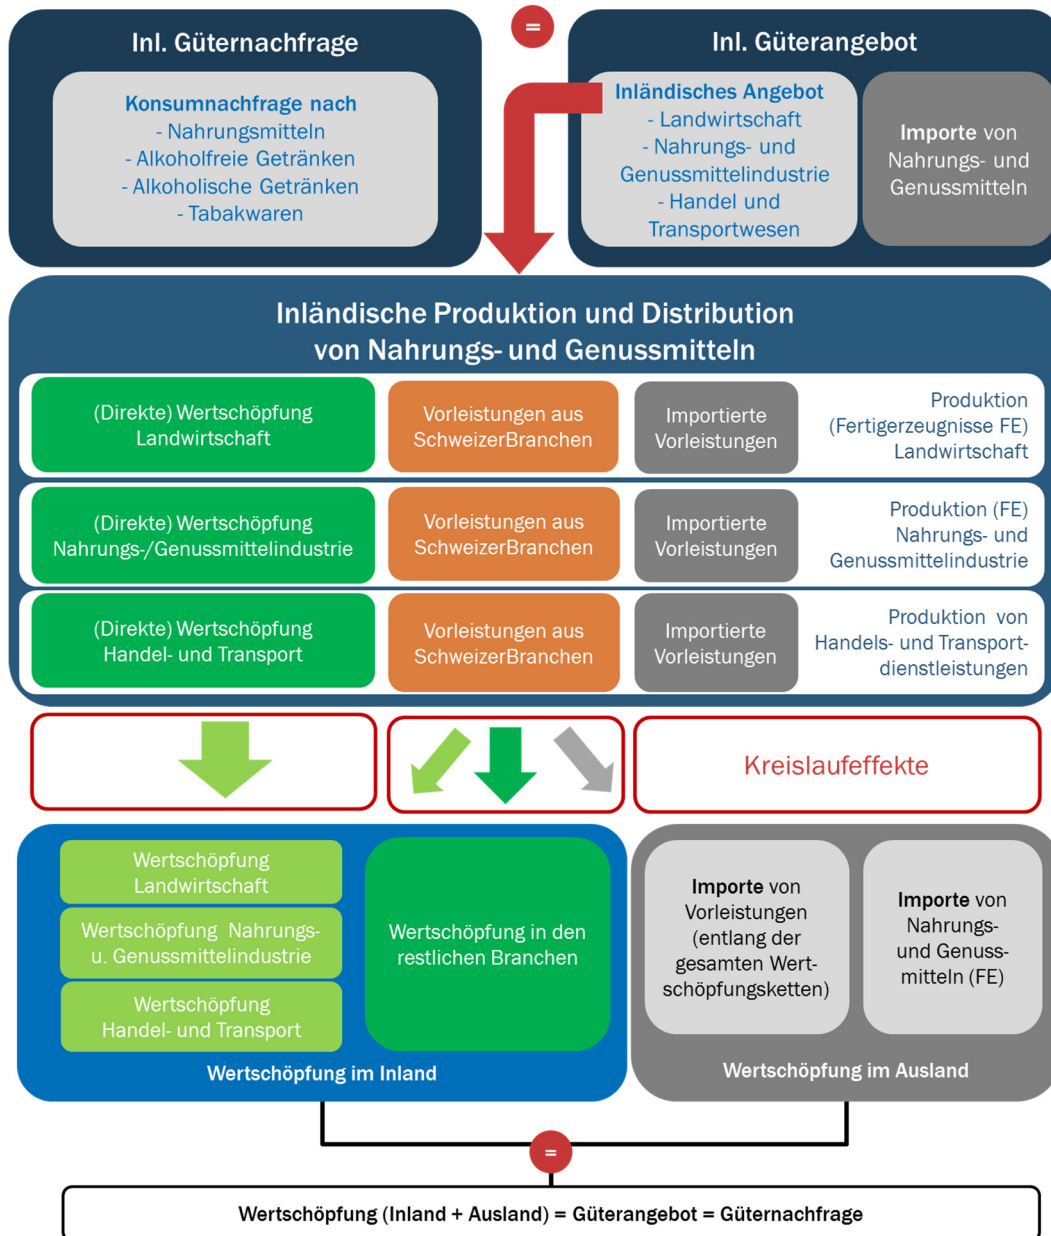 Inl. Güternachfrage
=
Inl. Güterangebot
Konsumnachfrage nach
- Nahrungsmitteln
- Alkoholfreie Getränken
- Alkoholische Getränken
- Tabakwaren
Inländisches Angebot
- Landwirtschaft
- Nahrungs- und
Genussmittelindustrie
- Handel und
Transportwesen
Importe von
Nahrungs- und
Genussmitteln
Inländische Produktion und Distribution
von Nahrungs- und Genussmitteln
(Direkte) Wertschöpfung
Landwirtschaft
Vorleistungen aus
SchweizerBranchen
Importierte
Vorleistungen
Produktion
(Fertigerzeugnisse FE)
Landwirtschaft
(Direkte) Wertschöpfung
Nahrungs-/Genussmittelindustrie
Vorleistungen aus
SchweizerBranchen
Importierte
Vorleistungen
Produktion (FE)
Nahrungs- und
Genussmittelindustrie
(Direkte) Wertschöpfung
Handel- und Transport
Vorleistungen aus
SchweizerBranchen
Importierte
Vorleistungen
Produktion von
Handels- und Transport-
dienstleistungen
Kreislaufeffekte
Wertschöpfung
Landwirtschaft
Wertschöpfung Nahrungs-
u. Genussmittelindustrie
Wertschöpfung
Handel- und Transport
Wertschöpfung in den
restlichen Branchen
Wertschöpfung im Inland
Importe von
Vorleistungen
(entlang der
gesamten Wert-
schöpfungsketten)
Importe von
Nahrungs-
und Genuss-
mitteln (FE)
Wertschöpfung im Ausland
=
Wertschöpfung (Inland + Ausland) = Güterangebot = Güternachfrage